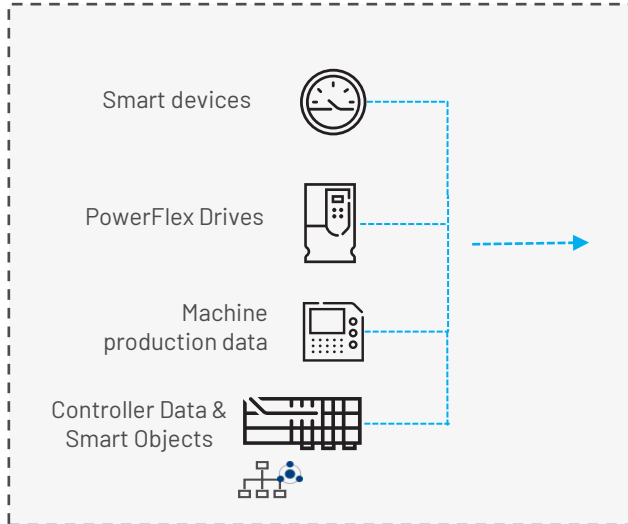 Smart devices
PowerFlex Drives
Machine
production data
Controller Data &
Smart Objects